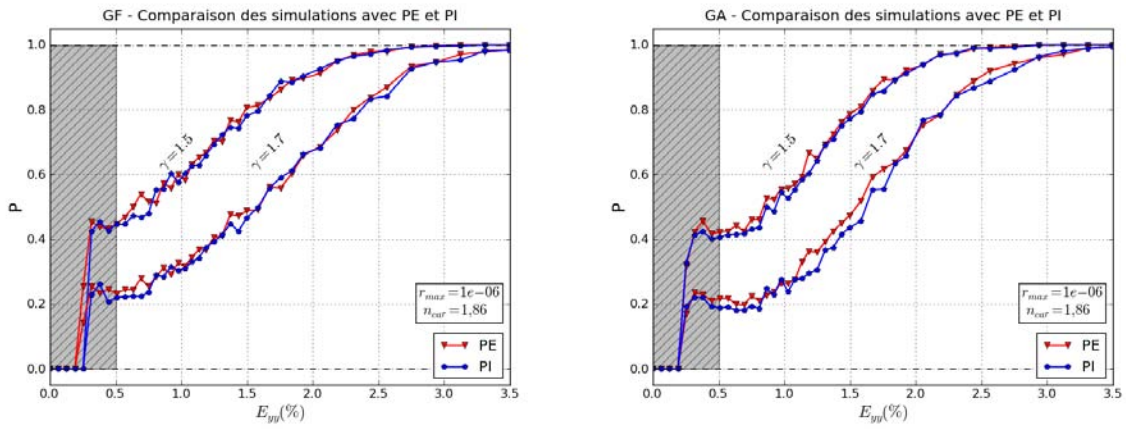 GF - Comparaison des simulations avec PE et PI
P
1.0
0.8
0.6
0.4
0.2
0.0
γ=1.5
γ=1.7
r_max=1e−06
n_car=1,86
PE
PI
0.0 0.5 1.0 1.5 2.0 2.5 3.0 3.5
E_yy(%)
GA - Comparaison des simulations avec PE et PI
P
1.0
0.8
0.6
0.4
0.2
0.0
γ=1.5
γ=1.7
r_max=1e−06
n_car=1,86
PE
PI
0.0 0.5 1.0 1.5 2.0 2.5 3.0 3.5
E_yy(%)